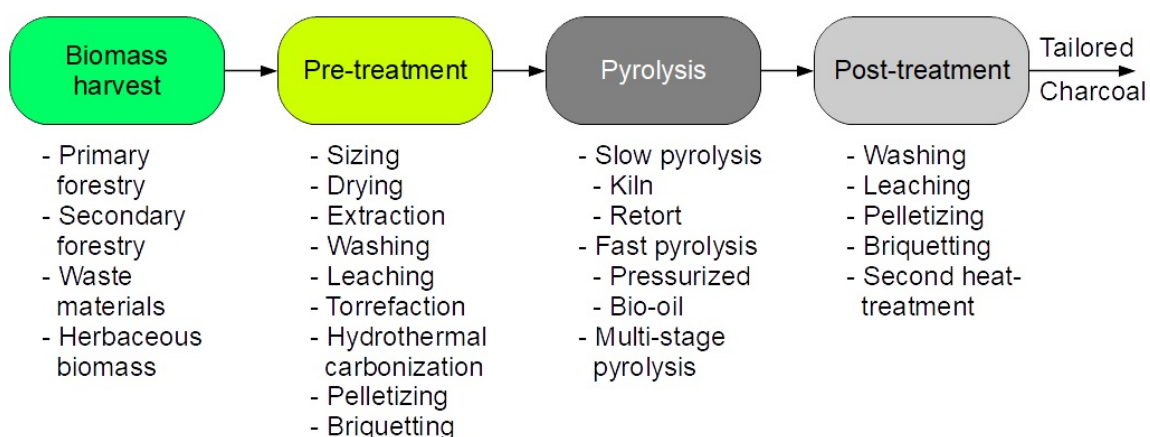 Biomass
harvest
Pre-treatment
Pyrolysis
Post-treatment
Tailored
Charcoal
- Primary
forestry
- Secondary
forestry
- Waste
materials
- Herbaceous
biomass
- Sizing
- Drying
- Extraction
- Washing
- Leaching
- Torrefaction
- Hydrothermal
carbonization
- Pelletizing
- Briquetting
- Slow pyrolysis
- Kiln
- Retort
- Fast pyrolysis
- Pressurized
- Bio-oil
- Multi-stage
pyrolysis
- Washing
- Leaching
- Pelletizing
- Briquetting
- Second heat-
treatment